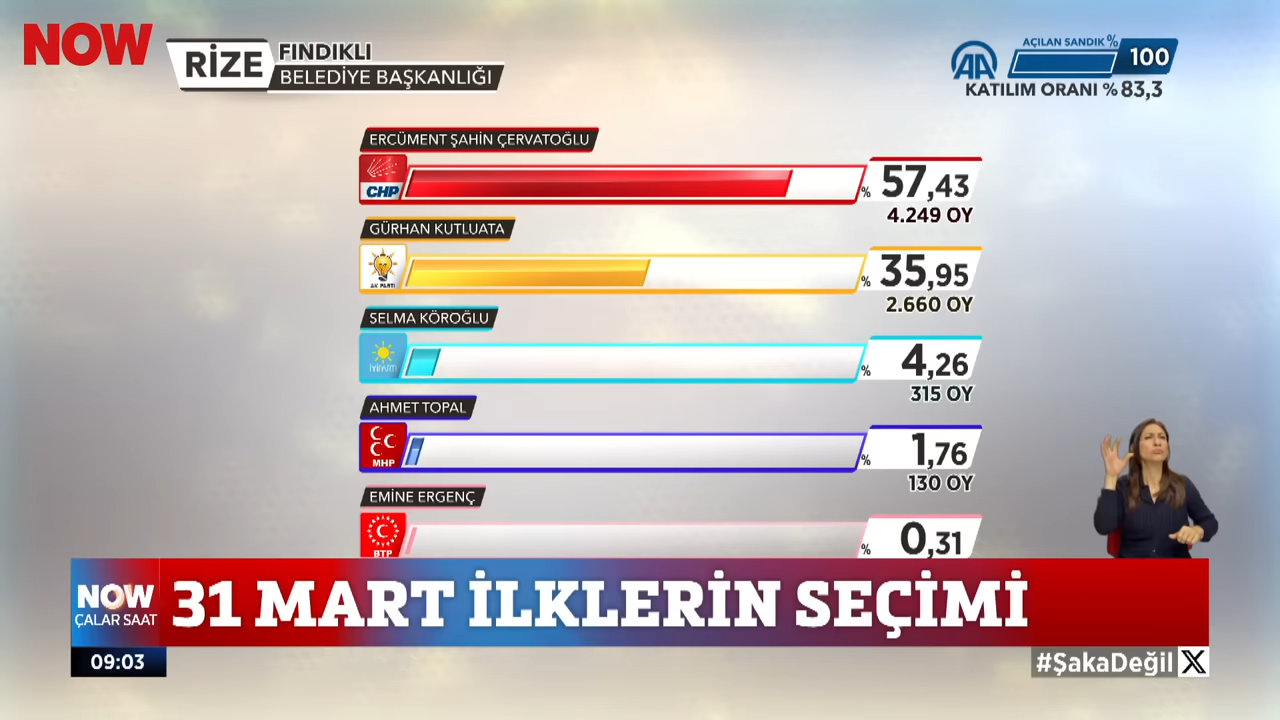 NOW
RİZE
FINDIKLI
BELEDİYE BAŞKANLIĞI
AA
AÇILAN SANDIK %
100
KATILIM ORANI % 83,3
ERCÜMENT ŞAHİN ÇERVATOĞLU
CHP
% 57,43
4.249 OY
GÜRHAN KUTLUATA
AK PARTİ
% 35,95
2.660 OY
SELMA KÖROĞLU
İYİ PARTİ
% 4,26
315 OY
AHMET TOPAL
MHP
% 1,76
130 OY
EMİNE ERGENÇ
BTP
% 0,31
NOW
ÇALAR SAAT
31 MART İLKLERİN SEÇİMİ
09:03
#ŞakaDeğil X